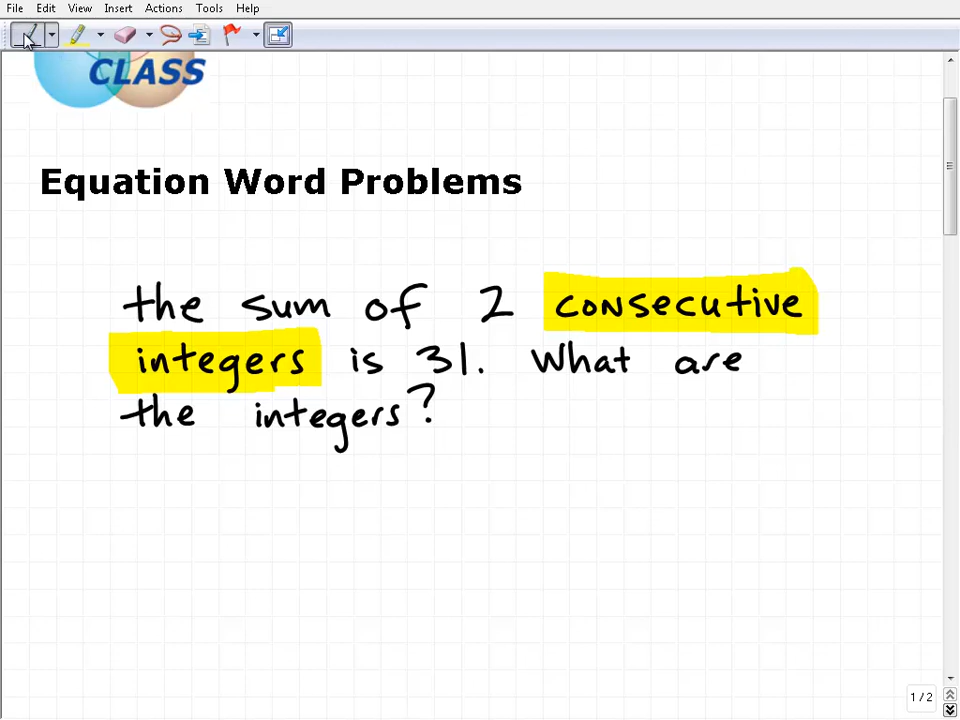 File Edit View Insert Actions Tools Help
CLASS
Equation Word Problems
the sum of 2 consecutive
integers is 31. What are
the integers?
1 / 2